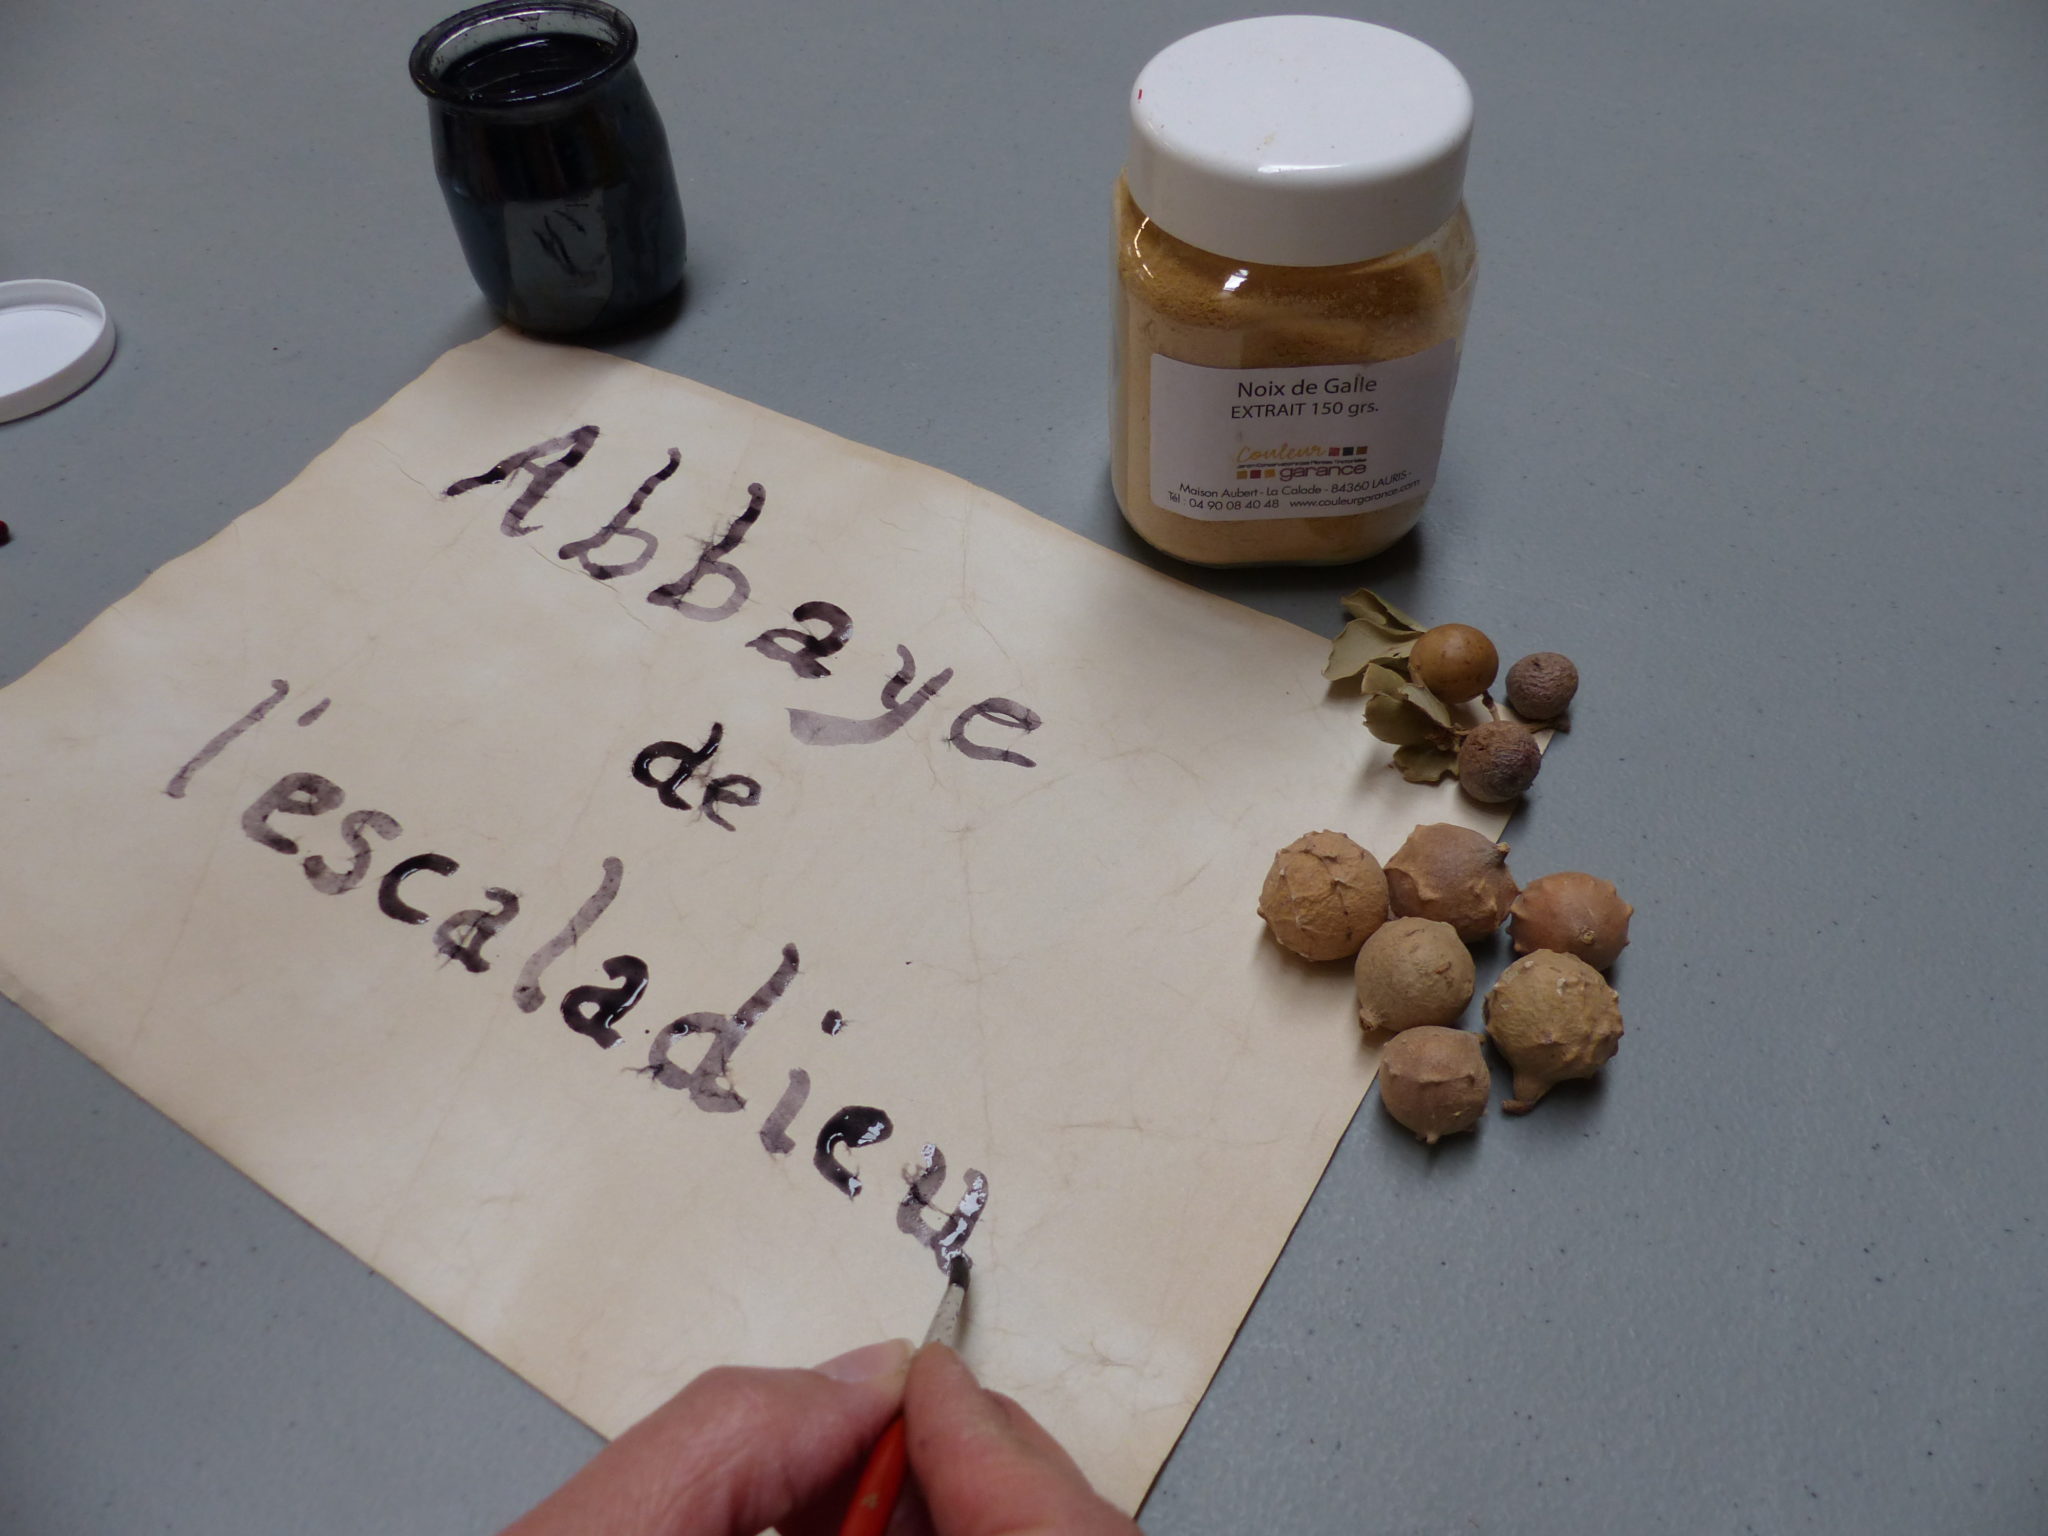 Abbaye
de
l'escaladieu
Noix de Galle
EXTRAIT 150 grs.
Couleur
garance
Maison Aubert - La Calade - 84360 LAURIS -
Tél : 04 90 08 40 48 www.couleurgarance.com